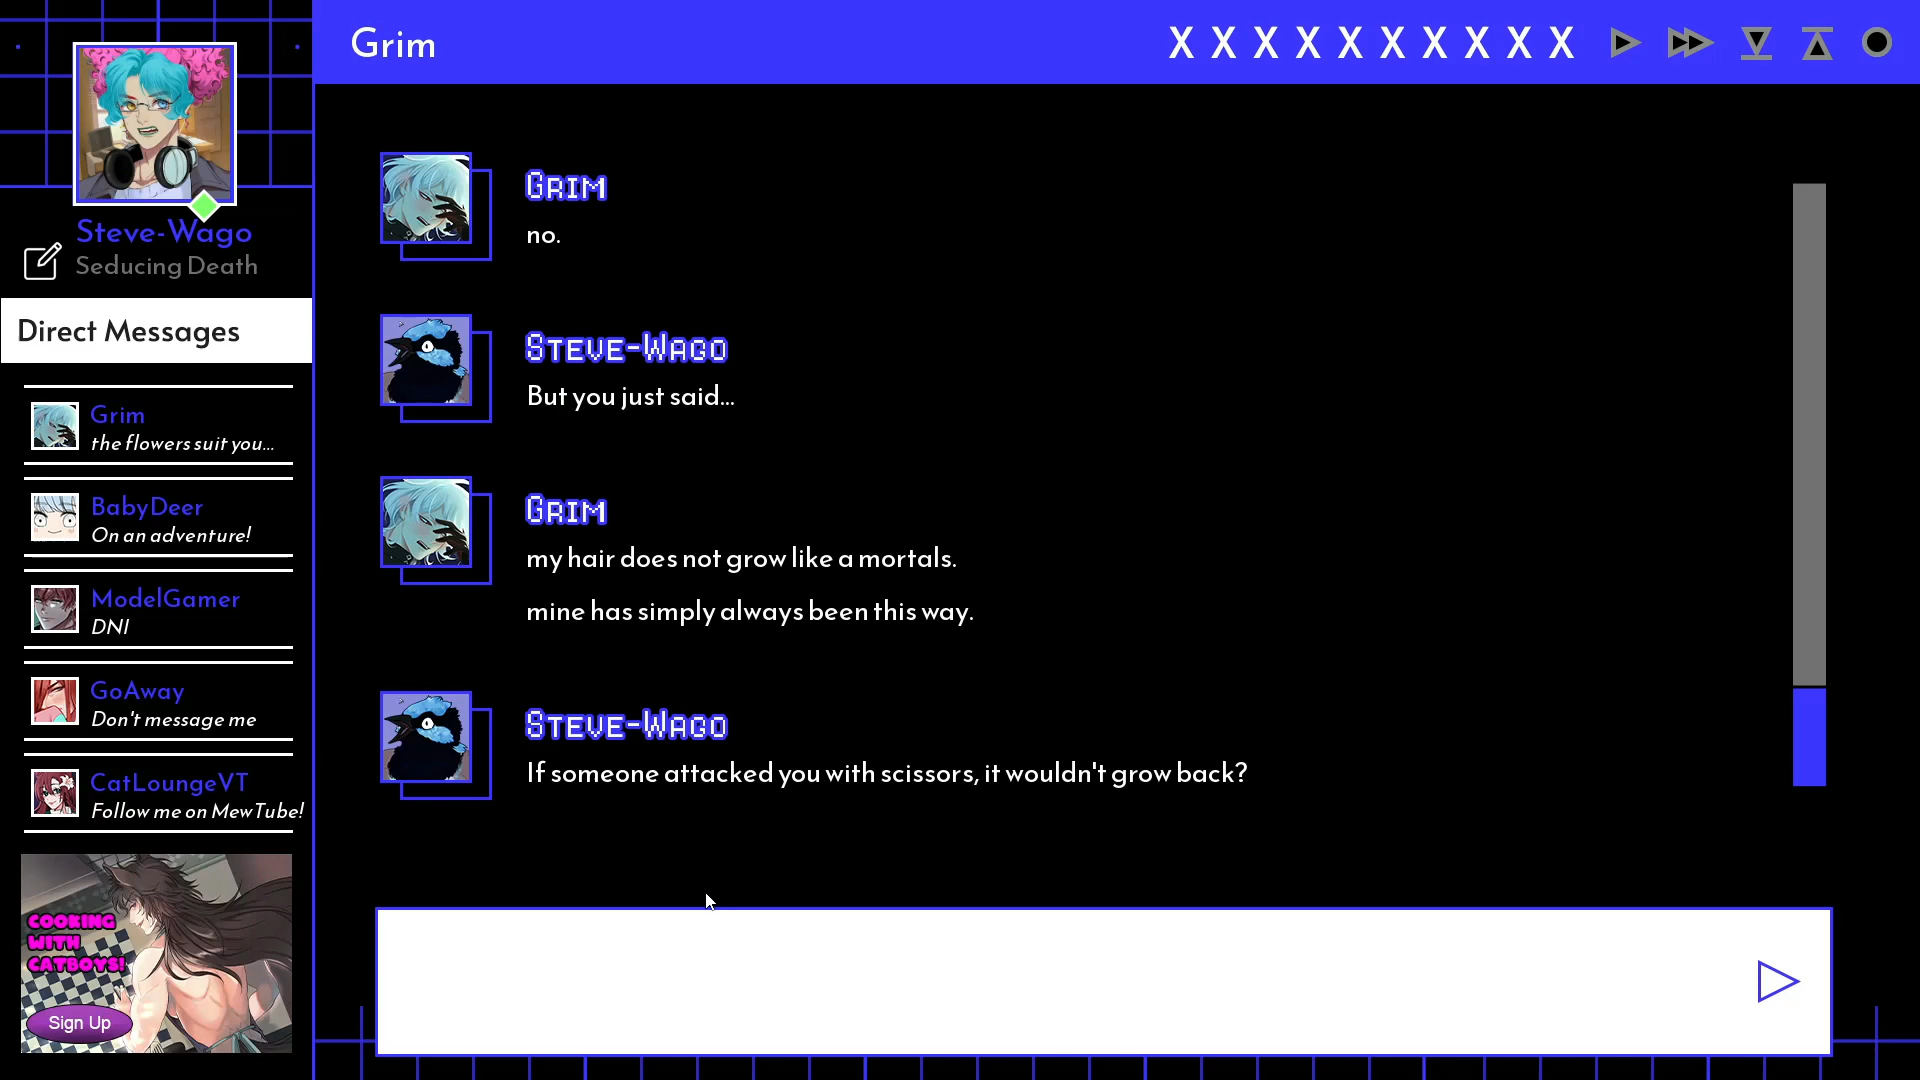 Grim
X X X X X X X X X X
Steve-Wago
Seducing Death
Direct Messages
Grim
the flowers suit you...
BabyDeer
On an adventure!
ModelGamer
DNI
GoAway
Don't message me
CatLoungeVT
Follow me on MewTube!
COOKING
WITH
CATBOYS!
Sign Up
Grim
no.
Steve-Wago
But you just said...
Grim
my hair does not grow like a mortals.
mine has simply always been this way.
Steve-Wago
If someone attacked you with scissors, it wouldn't grow back?